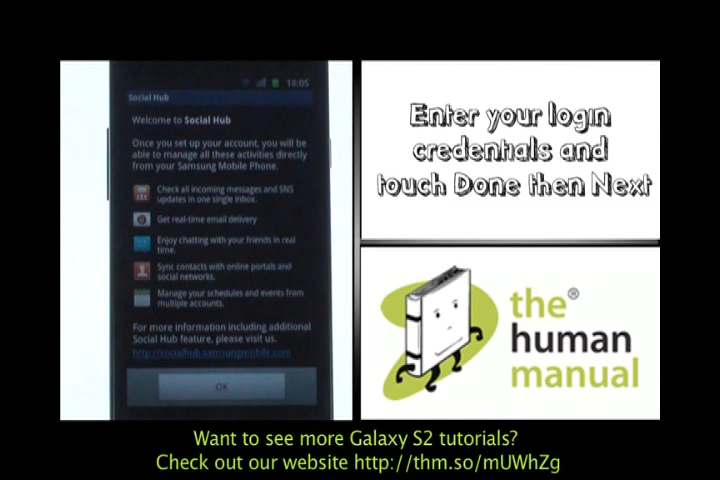 18:05
Social Hub
Welcome to Social Hub
Once you set up your account, you will be
able to manage all these activities directly
from your Samsung Mobile Phone.
Check all incoming messages and SNS
updates in one single inbox.
Get real-time email delivery
Enjoy chatting with your friends in real
time.
Sync contacts with online portals and
social networks.
Manage your schedules and events from
multiple accounts.
For more information including additional
Social Hub feature, please visit us.
http://socialhub.samsungmobile.com
OK
Enter your login
credentials and
touch Done then Next
the®
human
manual
Want to see more Galaxy S2 tutorials?
Check out our website http://thm.so/mUWhZg